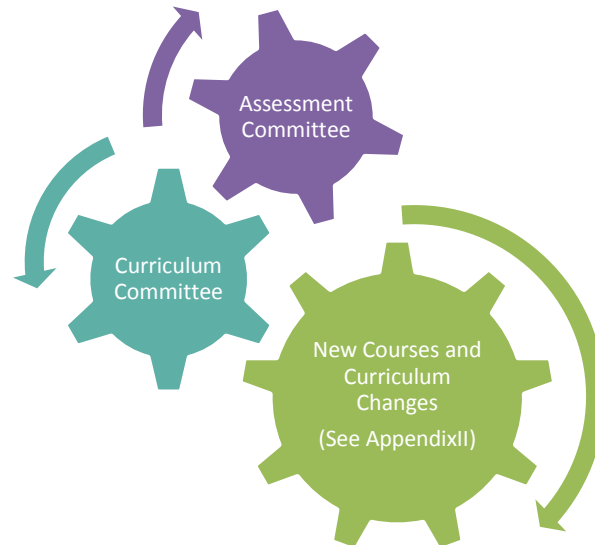 Assessment
Committee
Curriculum
Committee
New Courses and
Curriculum
Changes
(See AppendixII)